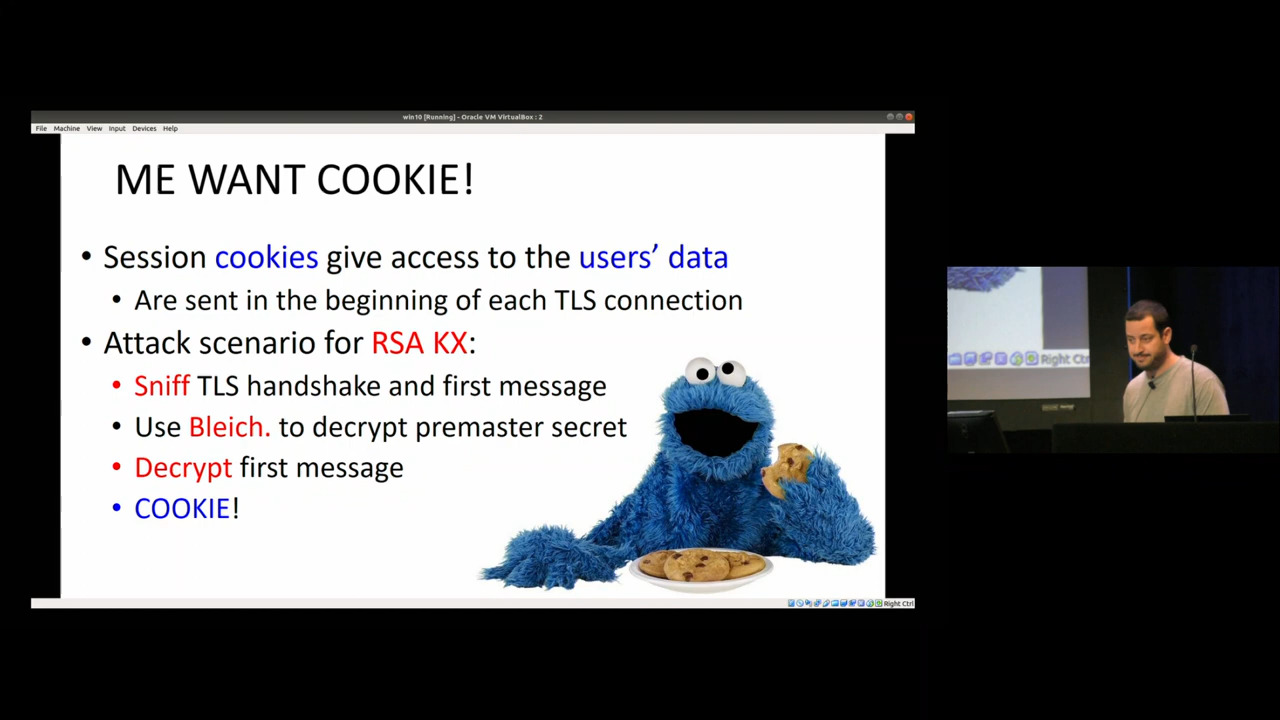 win10 [Running] - Oracle VM VirtualBox : 2
File Machine View Input Devices Help
ME WANT COOKIE!
• Session cookies give access to the users’ data
• Are sent in the beginning of each TLS connection
• Attack scenario for RSA KX:
• Sniff TLS handshake and first message
• Use Bleich. to decrypt premaster secret
• Decrypt first message
• COOKIE!
Right Ctrl
Right Ctr